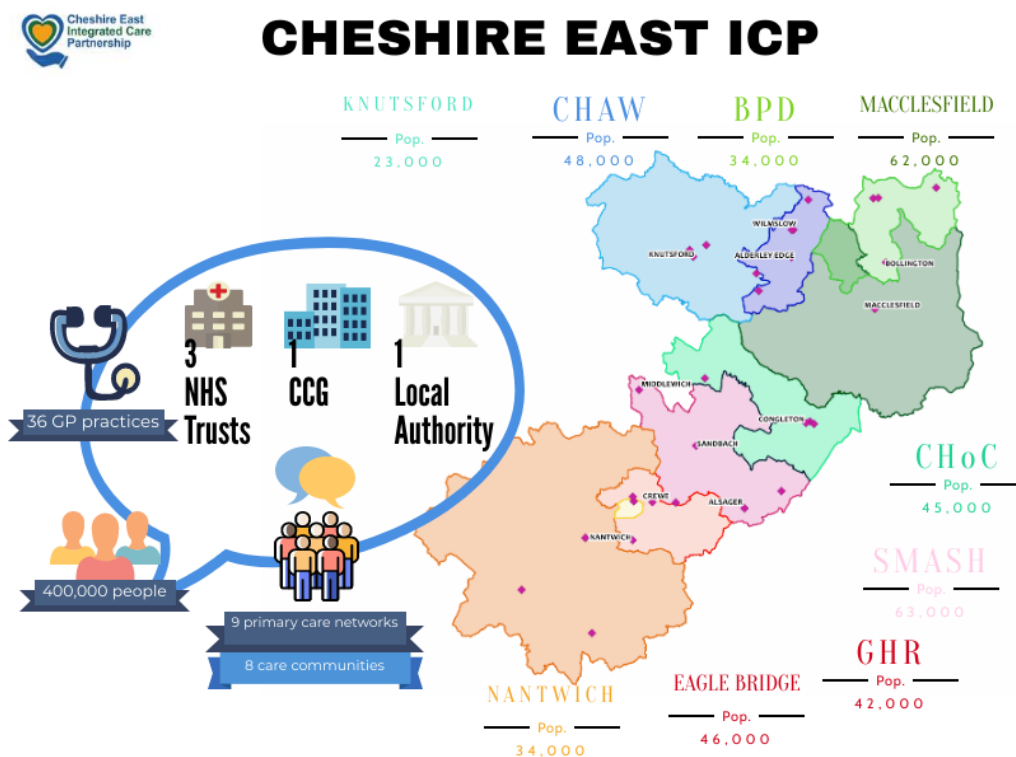 Cheshire East
Integrated Care
Partnership
CHESHIRE EAST ICP
KNUTSFORD
Pop.
23,000
CHAW
Pop.
48,000
BPD
Pop.
34,000
MACCLESFIELD
Pop.
62,000
WILMSLOW
KNUTSFORD
ALDERLEY EDGE
BOLLINGTON
MACCLESFIELD
MIDDLEWICH
CONGLETON
SANDBACH
CREWE
ALSAGER
NANTWICH
3
NHS
Trusts
1
CCG
1
Local
Authority
36 GP practices
400,000 people
9 primary care networks
8 care communities
CHoC
Pop.
45,000
SMASH
Pop.
63,000
GHR
Pop.
42,000
EAGLE BRIDGE
Pop.
46,000
NANTWICH
Pop.
34,000